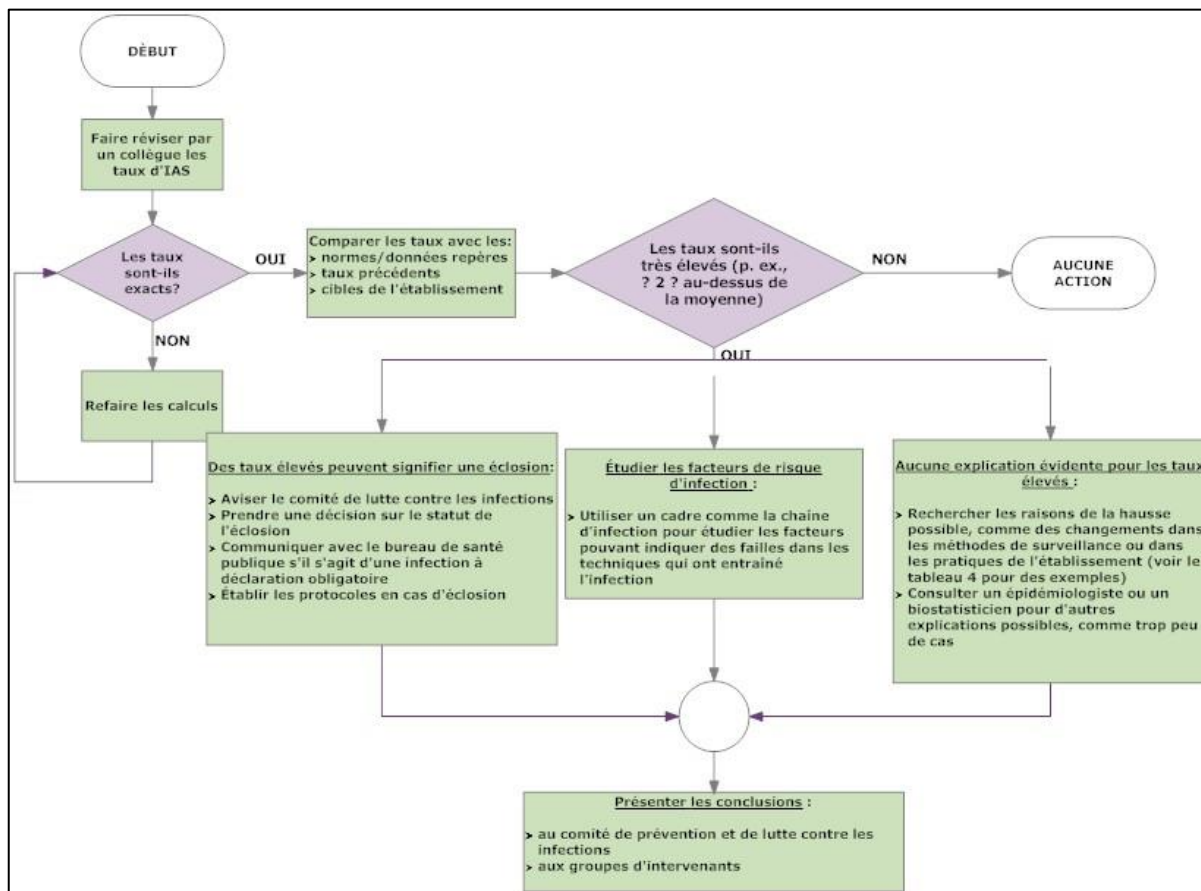 DÈBUT
Faire réviser par
un collègue les
taux d'IAS
Les taux
sont-ils
exacts?
OUI
NON
Refaire les calculs
Comparer les taux avec les:
➤ normes/données repères
➤ taux précédents
➤ cibles de l'établissement
Les taux sont-ils
très élevés (p. ex.,
? 2 ? au-dessus de
la moyenne)
NON
AUCUNE
ACTION
OUI
Des taux élevés peuvent signifier une éclosion:
➤ Aviser le comité de lutte contre les infections
➤ Prendre une décision sur le statut de
l'éclosion
➤ Communiquer avec le bureau de santé
publique s'il s'agit d'une infection à
déclaration obligatoire
➤ Établir les protocoles en cas d'éclosion
Étudier les facteurs de risque
d'infection :
➤ Utiliser un cadre comme la chaîne
d'infection pour étudier les facteurs
pouvant indiquer des failles dans les
techniques qui ont entraîné
l'infection
Aucune explication évidente pour les taux
élevés :
➤ Rechercher les raisons de la hausse
possible, comme des changements dans
les méthodes de surveillance ou dans
les pratiques de l'établissement (voir le
tableau 4 pour des exemples)
➤ Consulter un épidémiologiste ou un
biostatisticien pour d'autres
explications possibles, comme trop peu
de cas
Présenter les conclusions :
➤ au comité de prévention et de lutte contre les
infections
➤ aux groupes d'intervenants